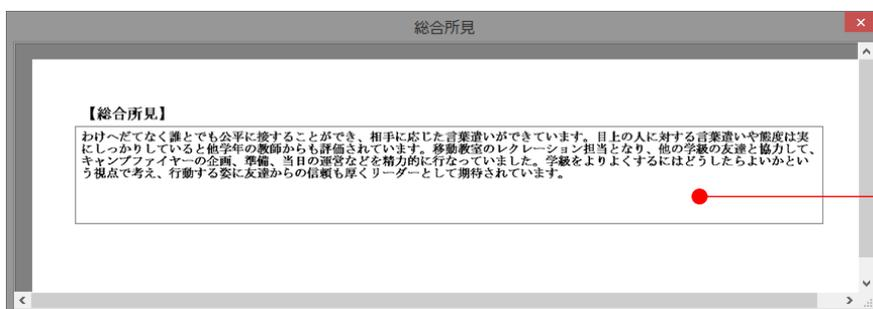 総合所見
【総合所見】
わけへだてなく誰とでも公平に接することができ、相手に応じた言葉遣いができています。目上の人に対する言葉遣いや態度は実
にしっかりしていると他学年の教師からも評価されています。移動教室のレクレーション担当となり、他の学級の友達と協力して、
キャンプファイヤーの企画、準備、当日の運営などを精力的に行なっていました。学級をよりよくするにはどうしたらよいかとい
う視点で考え、行動する姿に友達からの信頼も厚くリーダーとして期待されています。